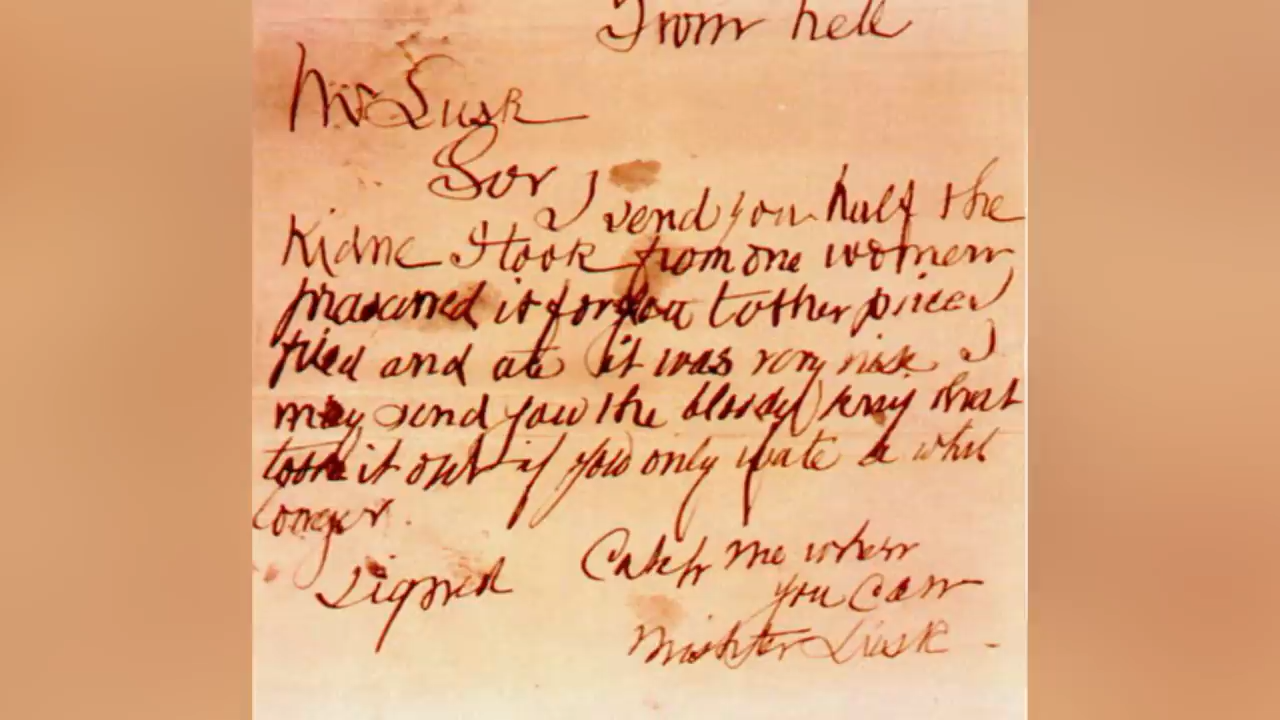 From hell
Mr Lusk
Sor
I send you half the
Kidne I took from one women
prasarved it for you tother piece I
fried and ate it was very nise I
may send you the bloody knif that
took it out if you only wate a whil
longer.
signed
Catch me when
you Can
Mishter Lusk -